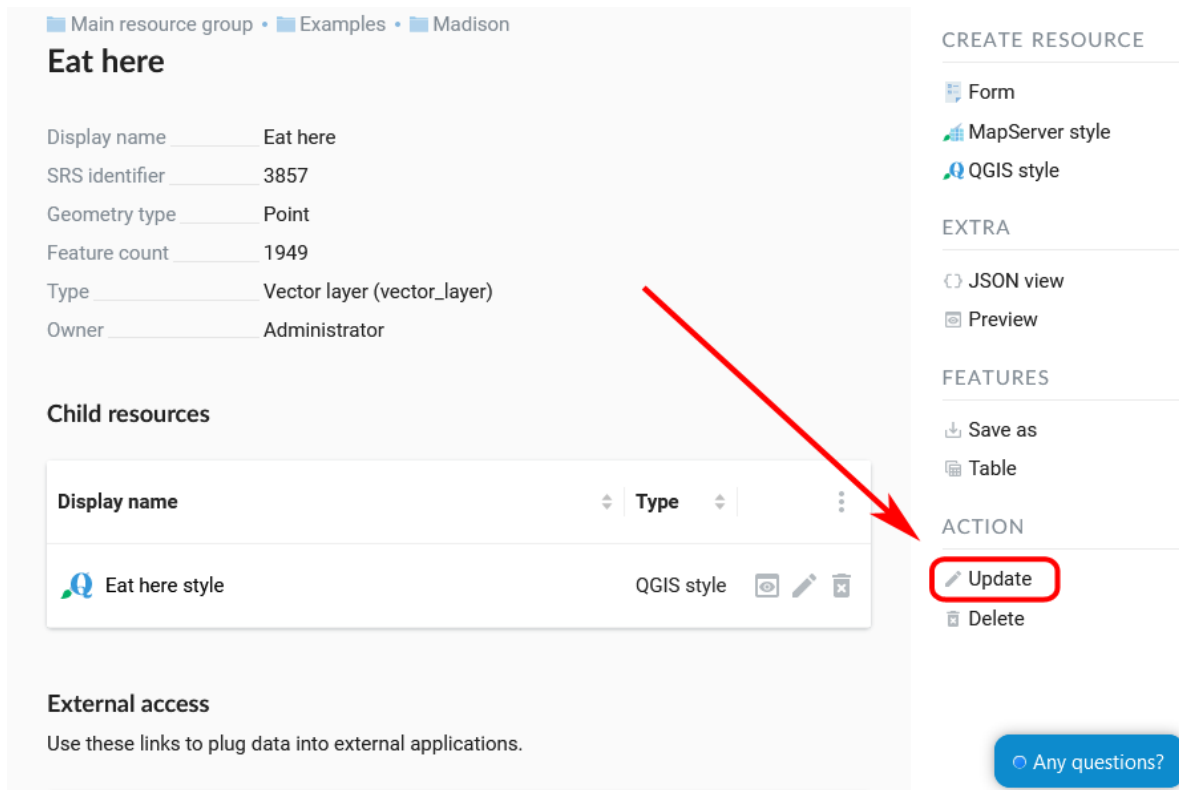 Main resource group • Examples • Madison
Eat here
Display name Eat here
SRS identifier 3857
Geometry type Point
Feature count 1949
Type Vector layer (vector_layer)
Owner Administrator
Child resources
Display name Type
Eat here style QGIS style
External access
Use these links to plug data into external applications.
CREATE RESOURCE
Form
MapServer style
QGIS style
EXTRA
JSON view
Preview
FEATURES
Save as
Table
ACTION
Update
Delete
Any questions?